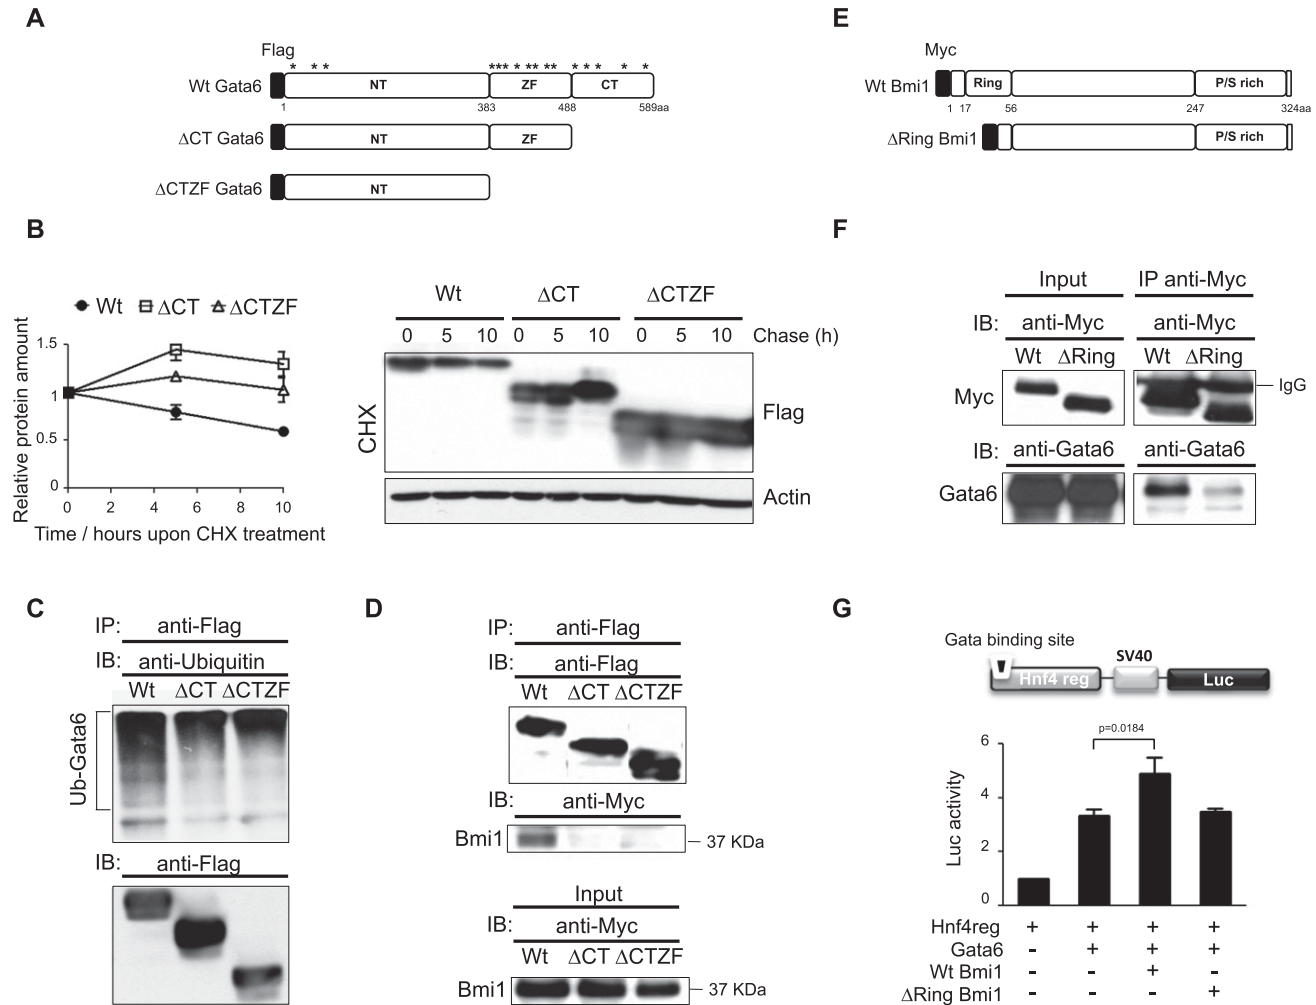 A
Flag
* * * *** * ** ** * * * * *
Wt Gata6 NT ZF CT
1 383 488 589aa
ΔCT Gata6 NT ZF
ΔCTZF Gata6 NT
E
Myc
Wt Bmi1 Ring P/S rich
1 17 56 247 324aa
ΔRing Bmi1 P/S rich
B
Wt ΔCT ΔCTZF
Relative protein amount
1.5
1
0.5
0
0 2 4 6 8 10
Time / hours upon CHX treatment
Wt ΔCT ΔCTZF
0 5 10 0 5 10 0 5 10 Chase (h)
CHX
Flag
Actin
F
Input IP anti-Myc
IB: anti-Myc anti-Myc
Wt ΔRing Wt ΔRing
Myc IgG
IB: anti-Gata6 anti-Gata6
Gata6
C
IP: anti-Flag
IB: anti-Ubiquitin
Wt ΔCT ΔCTZF
Ub-Gata6
IB: anti-Flag
D
IP: anti-Flag
IB: anti-Flag
Wt ΔCT ΔCTZF
IB: anti-Myc
Bmi1 37 KDa
Input
IB: anti-Myc
Wt ΔCT ΔCTZF
Bmi1 37 KDa
G
Gata binding site
SV40
Hnf4 reg Luc
p=0.0184
Luc activity
6
4
2
0
Hnf4reg + + + +
Gata6 - + + +
Wt Bmi1 - - + -
ΔRing Bmi1 - - - +